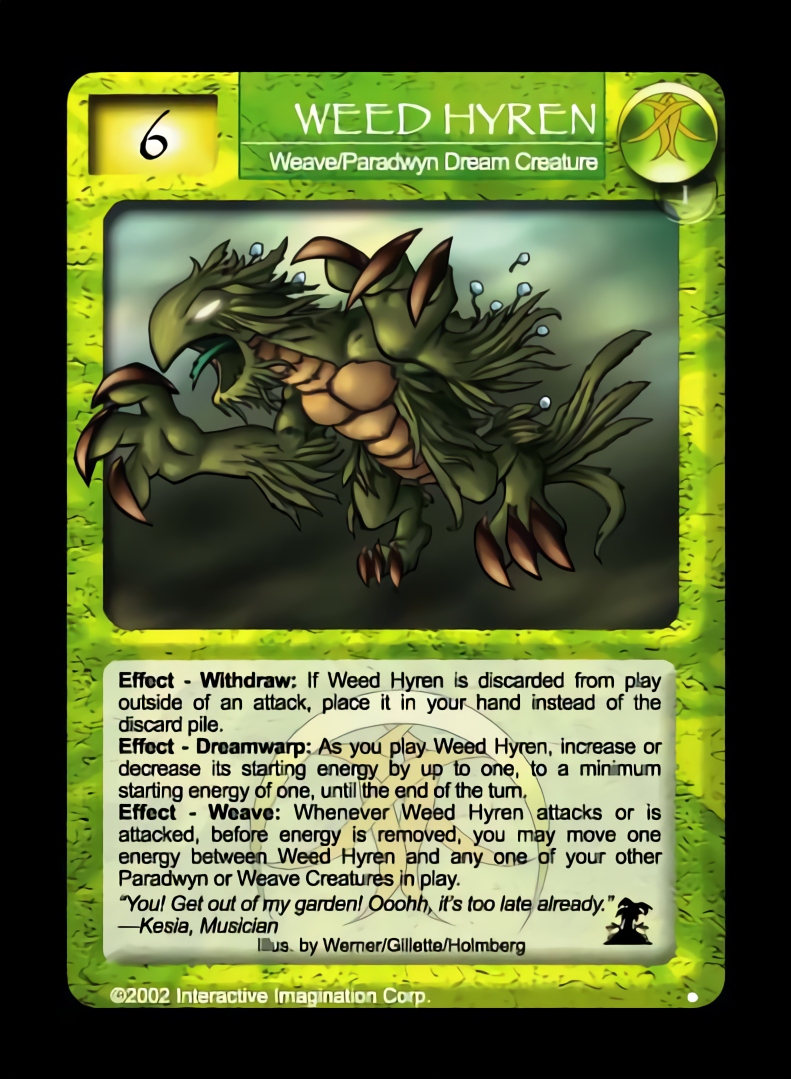 6
WEED HYREN
Weave/Paradwyn Dream Creature
1
Effect - Withdraw: If Weed Hyren is discarded from play
outside of an attack, place it in your hand instead of the
discard pile.
Effect - Dreamwarp: As you play Weed Hyren, increase or
decrease its starting energy by up to one, to a minimum
starting energy of one, until the end of the turn.
Effect - Weave: Whenever Weed Hyren attacks or is
attacked, before energy is removed, you may move one
energy between Weed Hyren and any one of your other
Paradwyn or Weave Creatures in play.
“You! Get out of my garden! Ooohh, it’s too late already.”
—Kesia, Musician
Illus. by Werner/Gillette/Holmberg
©2002 Interactive Imagination Corp.